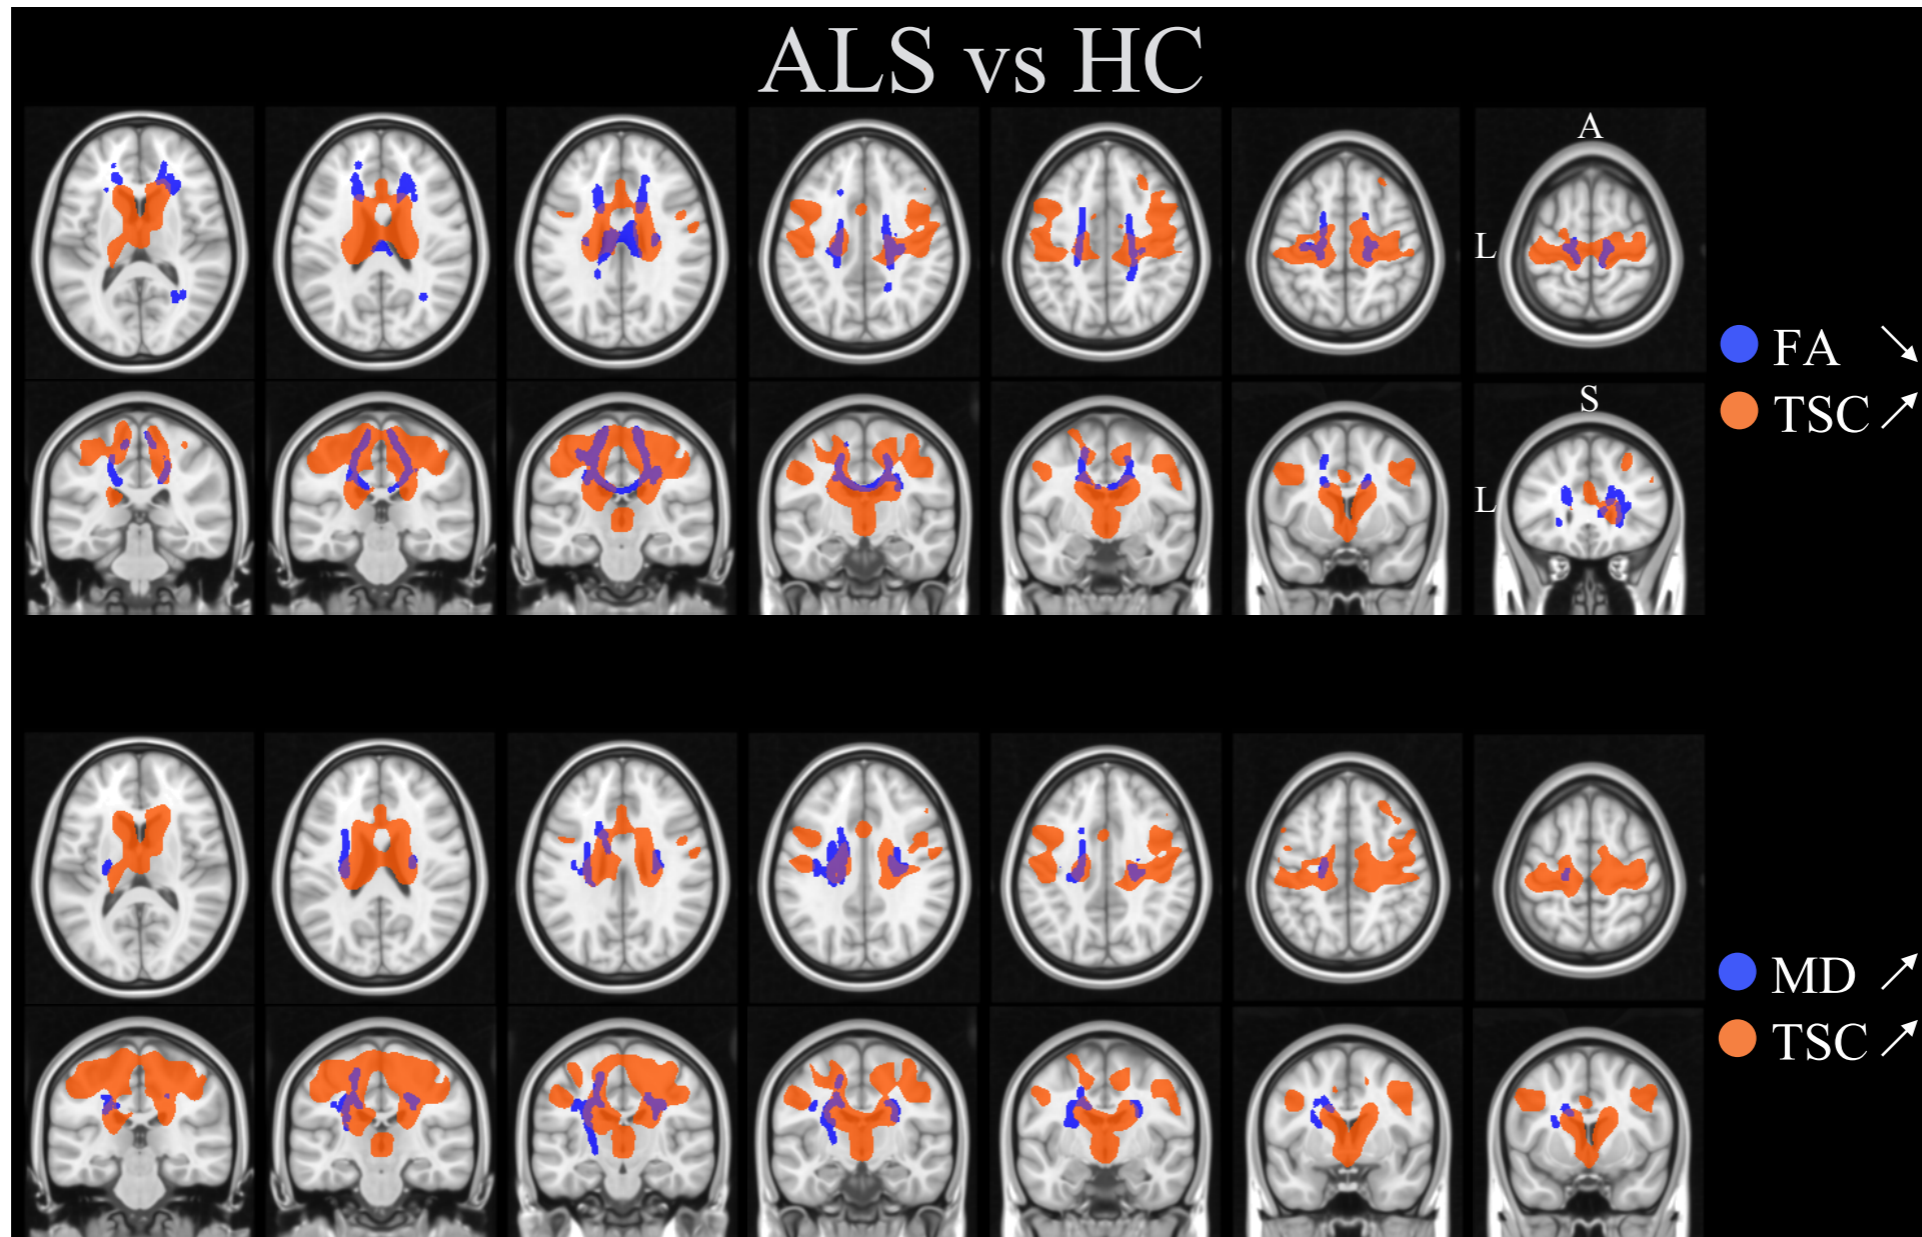 ALS vs HC
A
L
FA ↘
TSC ↗
S
L
MD ↗
TSC ↗